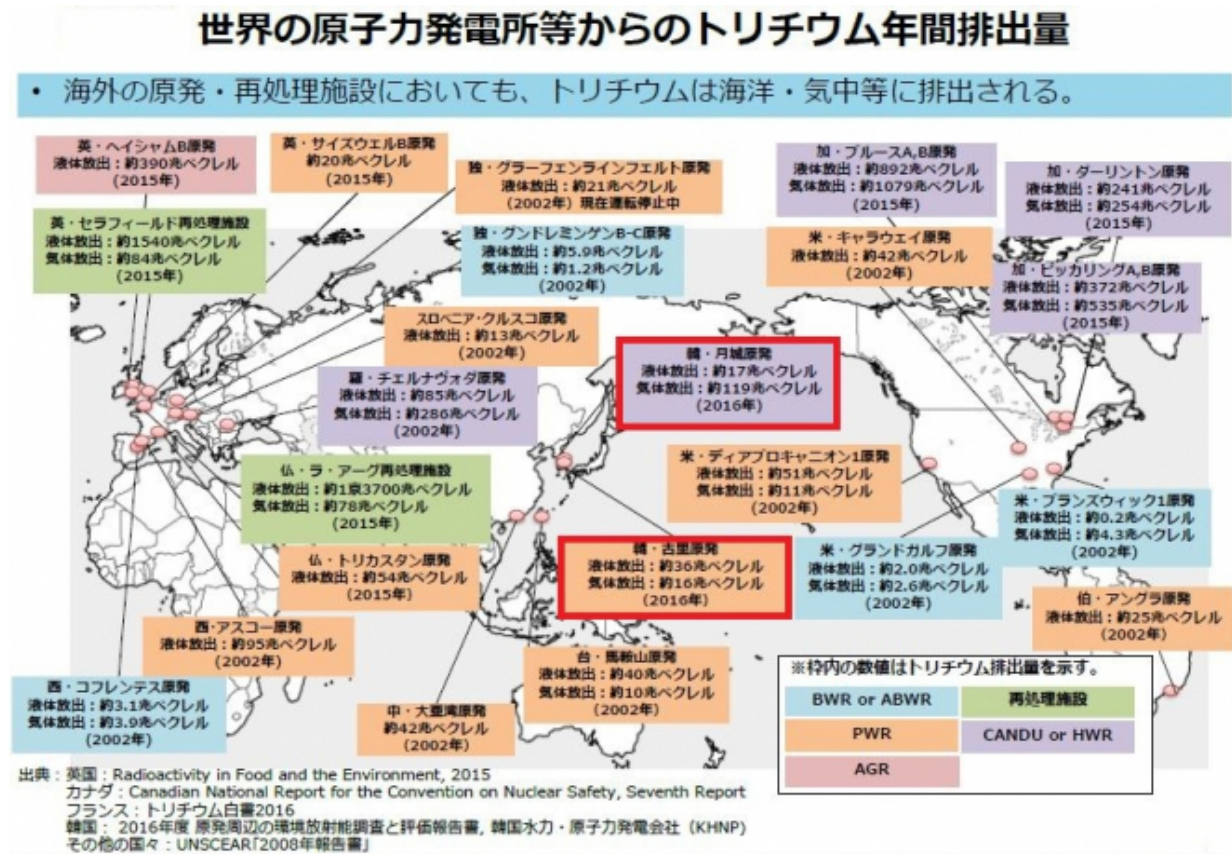 世界の原子力発電所等からのトリチウム年間排出量
• 海外の原発・再処理施設においても、トリチウムは海洋・気中等に排出される。
英・ヘイシャムB原発
液体放出：約390兆ベクレル
(2015年)
英・サイズウェルB原発
約20兆ベクレル
(2015年)
独・グラーフェンラインフェルト原発
液体放出：約21兆ベクレル
(2002年) 現在運転停止中
加・ブルースA,B原発
液体放出：約892兆ベクレル
気体放出：約1079兆ベクレル
(2015年)
加・ダーリントン原発
液体放出：約241兆ベクレル
気体放出：約254兆ベクレル
(2015年)
英・セラフィールド再処理施設
液体放出：約1540兆ベクレル
気体放出：約84兆ベクレル
(2015年)
独・グンドレミンゲンB-C原発
液体放出：約5.9兆ベクレル
気体放出：約1.2兆ベクレル
(2002年)
米・キャラウエイ原発
液体放出：約42兆ベクレル
(2002年)
加・ピッカリングA,B原発
液体放出：約372兆ベクレル
気体放出：約535兆ベクレル
(2015年)
スロベニア・クルスコ原発
液体放出：約13兆ベクレル
(2002年)
韓・月城原発
液体放出：約17兆ベクレル
気体放出：約119兆ベクレル
(2016年)
羅・チェルナヴォダ原発
液体放出：約85兆ベクレル
気体放出：約286兆ベクレル
(2002年)
仏・ラ・アーグ再処理施設
液体放出：約1京3700兆ベクレル
気体放出：約78兆ベクレル
(2015年)
米・ディアブロキャニオン1原発
液体放出：約51兆ベクレル
気体放出：約11兆ベクレル
(2002年)
米・ブランズウィック1原発
液体放出：約0.2兆ベクレル
気体放出：約4.3兆ベクレル
(2002年)
仏・トリカスタン原発
液体放出：約54兆ベクレル
(2015年)
韓・古里原発
液体放出：約36兆ベクレル
気体放出：約16兆ベクレル
(2016年)
米・グランドガルフ原発
液体放出：約2.0兆ベクレル
気体放出：約2.6兆ベクレル
(2002年)
伯・アングラ原発
液体放出：約25兆ベクレル
(2002年)
西・アスコー原発
液体放出：約95兆ベクレル
(2002年)
台・馬鞍山原発
液体放出：約40兆ベクレル
気体放出：約10兆ベクレル
(2002年)
西・コフレンテス原発
液体放出：約3.1兆ベクレル
気体放出：約3.9兆ベクレル
(2002年)
中・大亜湾原発
約42兆ベクレル
(2002年)
※枠内の数値はトリチウム排出量を示す。
BWR or ABWR
再処理施設
PWR
CANDU or HWR
AGR
出典：英国：Radioactivity in Food and the Environment, 2015
カナダ：Canadian National Report for the Convention on Nuclear Safety, Seventh Report
フランス：トリチウム白書2016
韓国： 2016年度 原発周辺の環境放射能調査と評価報告書, 韓国水力・原子力発電会社（KHNP）
その他の国々：UNSCEAR｢2008年報告書｣